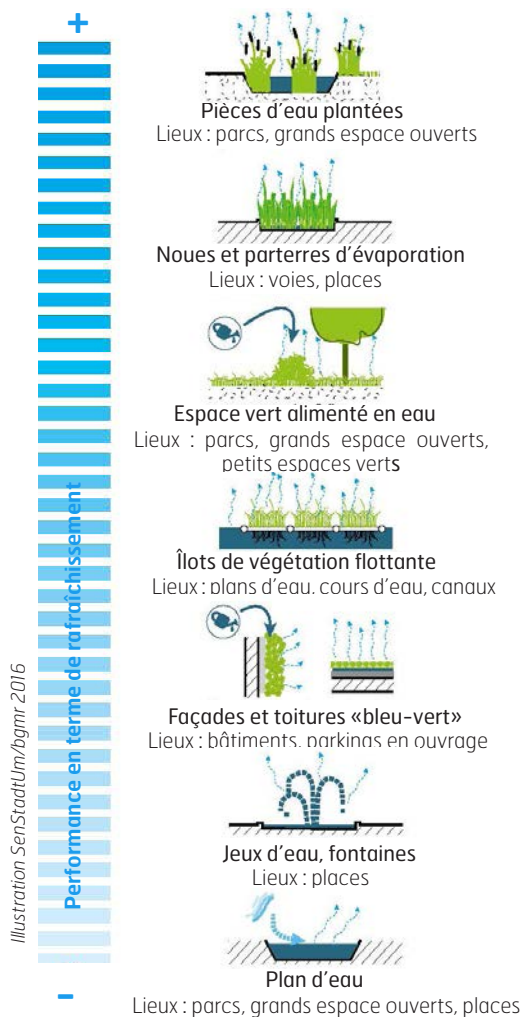 +
Pièces d’eau plantées
Lieux : parcs, grands espace ouverts
Noues et parterres d’évaporation
Lieux : voies, places
Espace vert alimenté en eau
Lieux : parcs, grands espace ouverts,
petits espaces verts
Îlots de végétation flottante
Lieux : plans d’eau, cours d’eau, canaux
Façades et toitures «bleu-vert»
Lieux : bâtiments, parkings en ouvrage
Jeux d’eau, fontaines
Lieux : places
Plan d’eau
Lieux : parcs, grands espace ouverts, places
-
Performance en terme de rafraîchissement
Illustration SenStadtUm/bgmr 2016